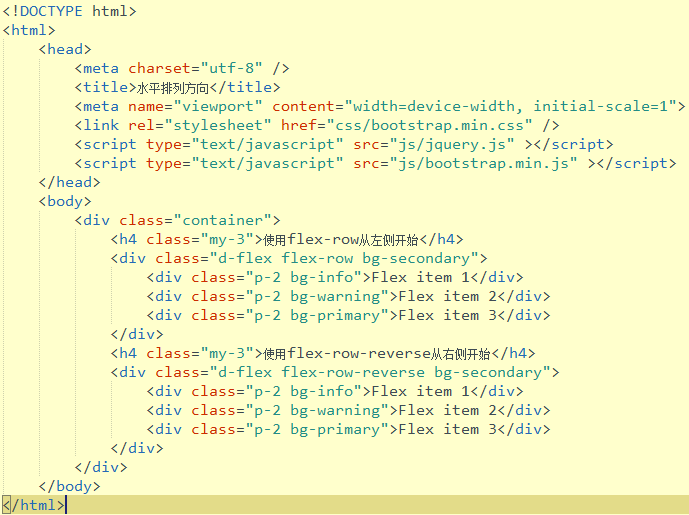 <!DOCTYPE html>
<html>
<head>
<meta charset="utf-8" />
<title>水平排列方向</title>
<meta name="viewport" content="width=device-width, initial-scale=1">
<link rel="stylesheet" href="css/bootstrap.min.css" />
<script type="text/javascript" src="js/jquery.js" ></script>
<script type="text/javascript" src="js/bootstrap.min.js" ></script>
</head>
<body>
<div class="container">
<h4 class="my-3">使用flex-row从左侧开始</h4>
<div class="d-flex flex-row bg-secondary">
<div class="p-2 bg-info">Flex item 1</div>
<div class="p-2 bg-warning">Flex item 2</div>
<div class="p-2 bg-primary">Flex item 3</div>
</div>
<h4 class="my-3">使用flex-row-reverse从右侧开始</h4>
<div class="d-flex flex-row-reverse bg-secondary">
<div class="p-2 bg-info">Flex item 1</div>
<div class="p-2 bg-warning">Flex item 2</div>
<div class="p-2 bg-primary">Flex item 3</div>
</div>
</div>
</body>
</html>